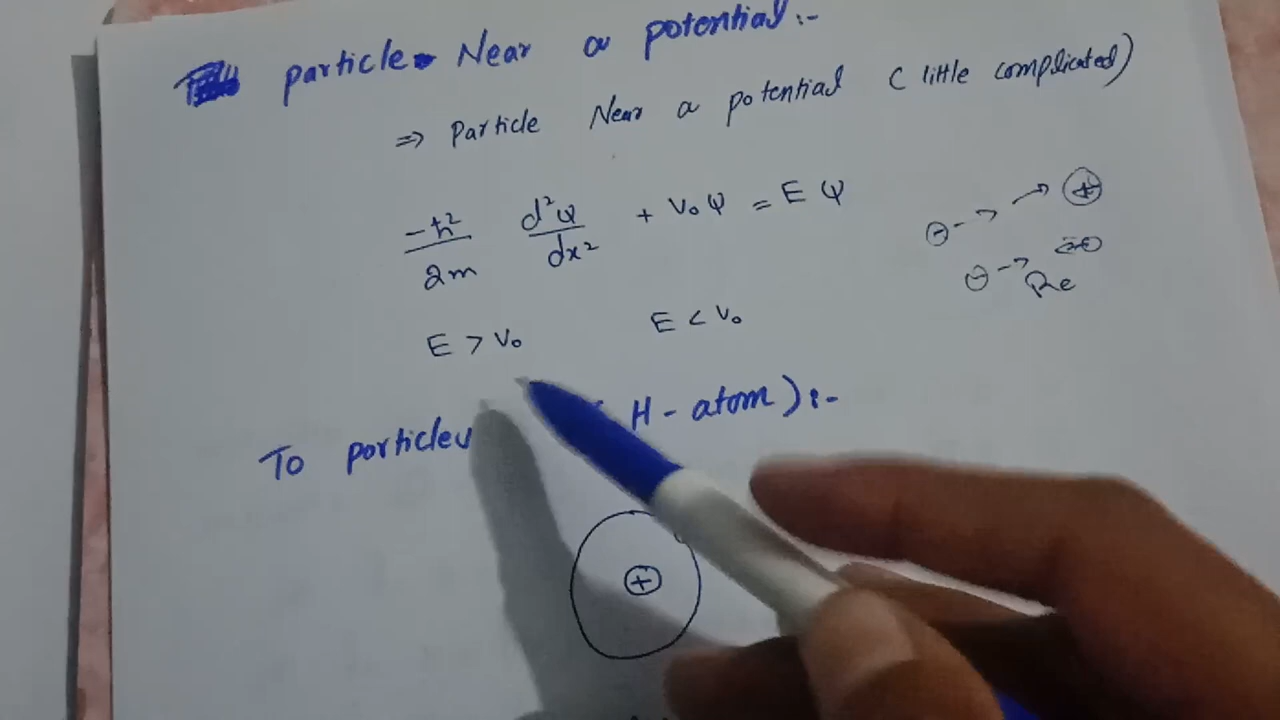 particle Near a potential:-
⇒ Particle Near a potential (little complicated)
-ħ²/2m d²ψ/dx² + V₀ψ = Eψ
⊖ --> → ⊕
⊖ --> Re
E > V₀ E < V₀
To particle H-atom):-
+